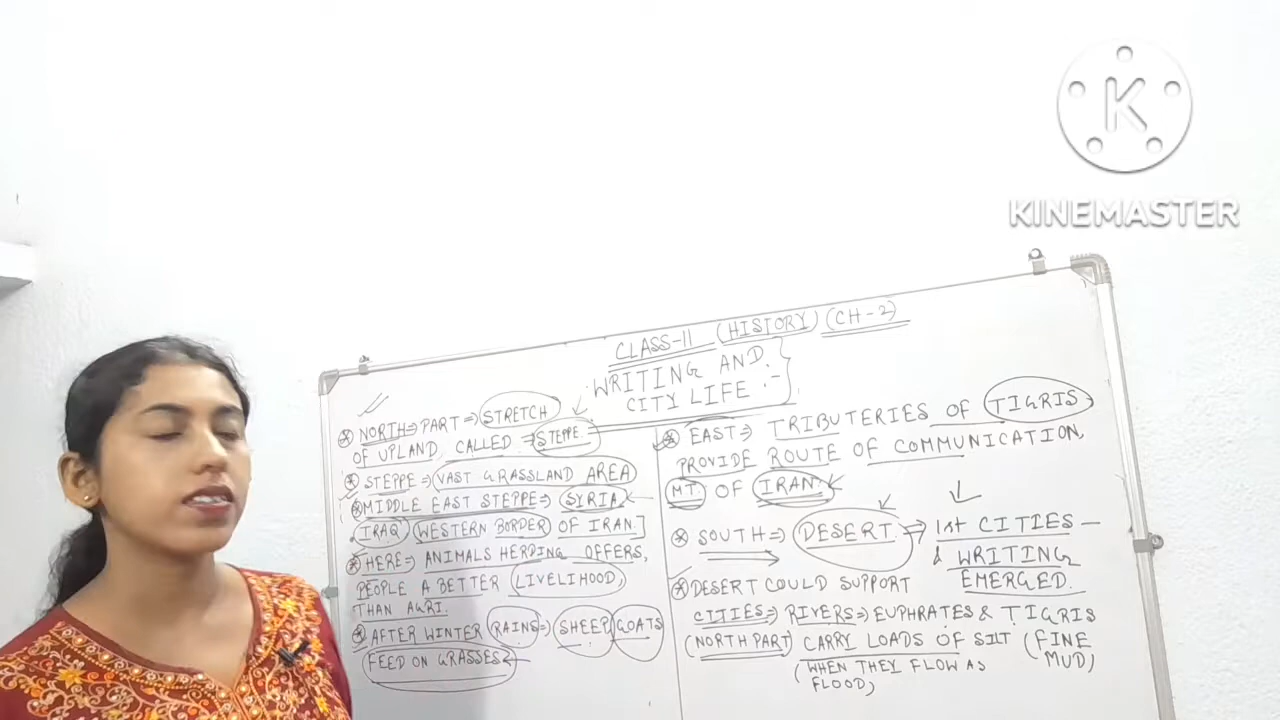 K
KINEMASTER
CLASS-11 (HISTORY) (CH-2)
WRITING AND
CITY LIFE :-
NORTH⇒ PART⇒ STRETCH
OF UPLAND CALLED ⇒ STEPPE
STEPPE ⇒ VAST GRASSLAND AREA
MIDDLE EAST STEPPE⇒ SYRIA
IRAQ, WESTERN BORDER OF IRAN.]
HERE⇒ ANIMALS HERDING OFFERS,
PEOPLE A BETTER LIVELIHOOD,
THAN AGRI.
AFTER WINTER RAINS⇒ SHEEP GOATS
FEED ON GRASSES
EAST⇒ TRIBUTERIES OF TIGRIS
PROVIDE ROUTE OF COMMUNICATION,
MT. OF IRAN.
SOUTH⇒ DESERT → 1st CITIES -
& WRITING
EMERGED.
DESERT COULD SUPPORT
CITIES⇒ RIVERS⇒ EUPHRATES & TIGRIS
(NORTH PART) CARRY LOADS OF SILT (FINE
MUD)
(WHEN THEY FLOW AS
FLOOD,